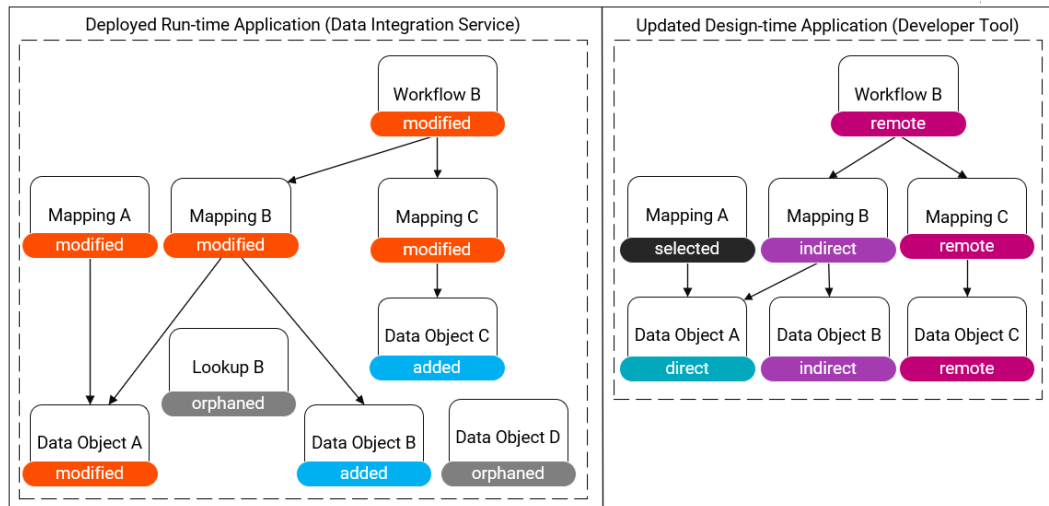 Deployed Run-time Application (Data Integration Service)
Workflow B
modified
Mapping A
modified
Mapping B
modified
Mapping C
modified
Data Object C
added
Lookup B
orphaned
Data Object A
modified
Data Object B
added
Data Object D
orphaned
Updated Design-time Application (Developer Tool)
Workflow B
remote
Mapping A
selected
Mapping B
indirect
Mapping C
remote
Data Object A
direct
Data Object B
indirect
Data Object C
remote